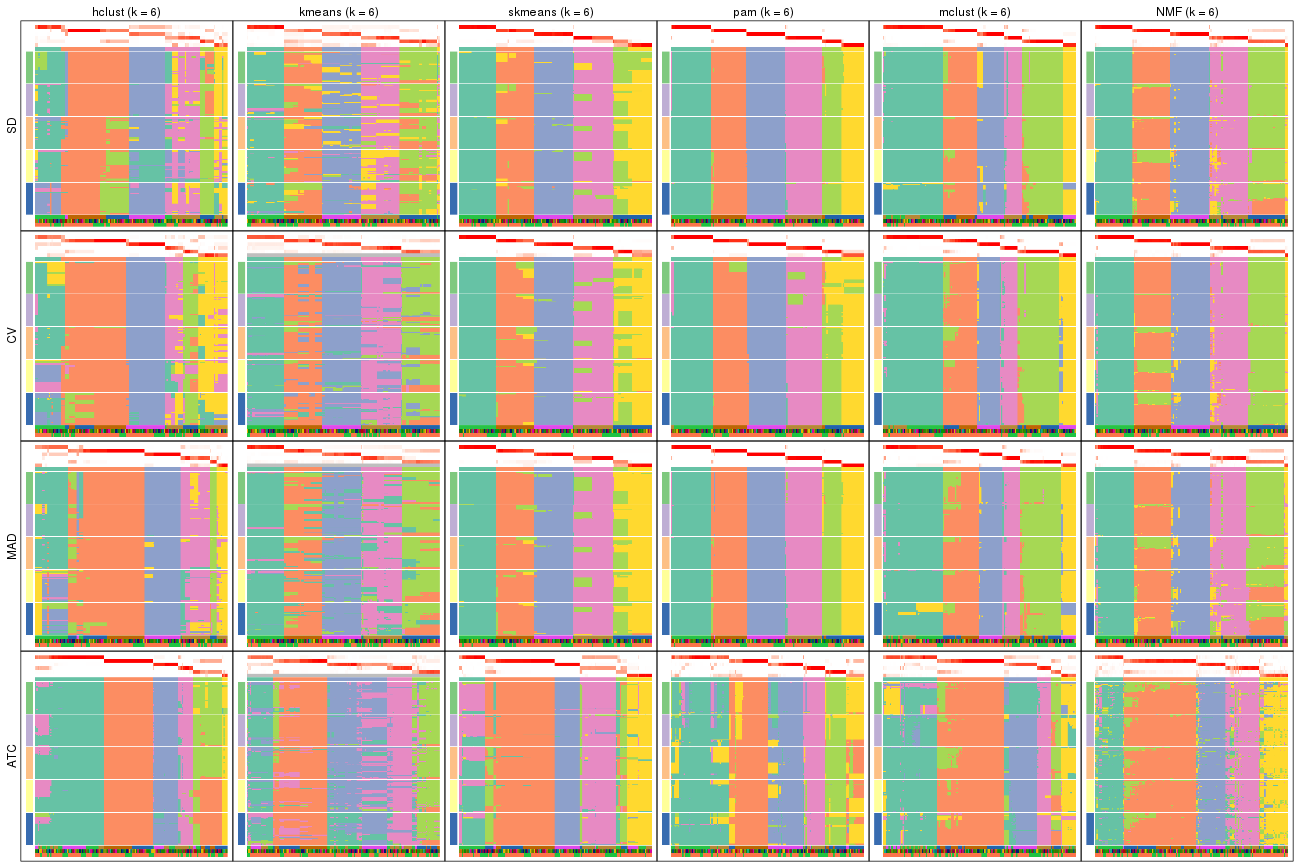 hclust (k = 6) kmeans (k = 6) skmeans (k = 6) pam (k = 6) mclust (k = 6) NMF (k = 6)
SD
CV
MAD
ATC